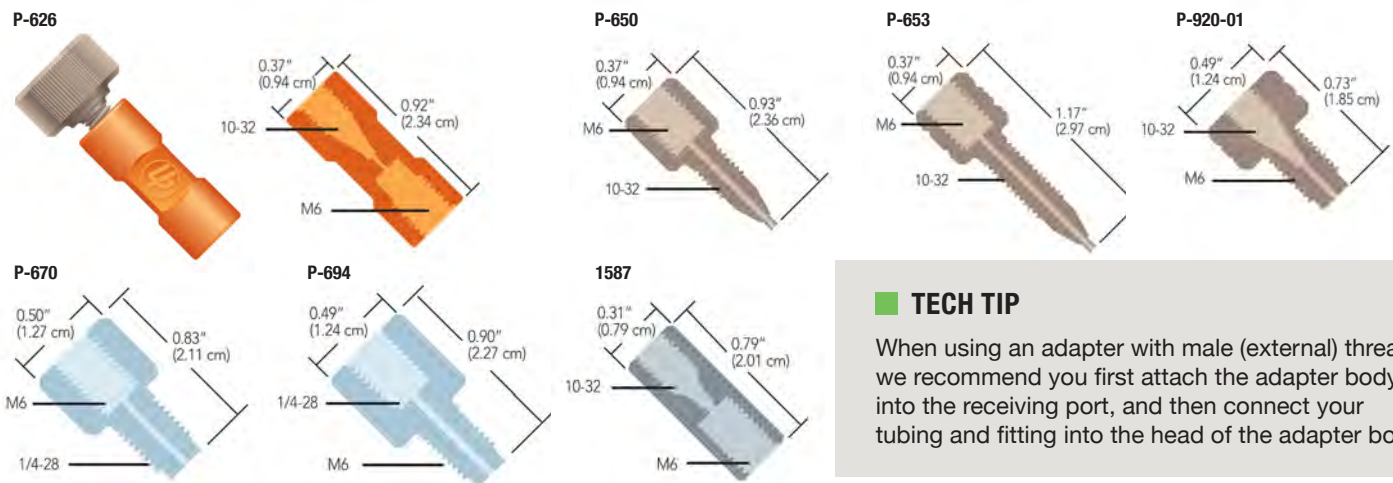 P-626
P-650
P-653
P-920-01
0.37"
(0.94 cm)
0.92"
(2.34 cm)
10-32
M6
0.37"
(0.94 cm)
0.93"
(2.36 cm)
M6
10-32
0.37"
(0.94 cm)
1.17"
(2.97 cm)
M6
10-32
0.49"
(1.24 cm)
0.73"
(1.85 cm)
10-32
M6
P-670
P-694
1587
0.50"
(1.27 cm)
0.83"
(2.11 cm)
M6
1/4-28
0.49"
(1.24 cm)
0.90"
(2.27 cm)
1/4-28
M6
0.31"
(0.79 cm)
0.79"
(2.01 cm)
10-32
M6
TECH TIP
When using an adapter with male (external) threa
we recommend you first attach the adapter body
into the receiving port, and then connect your
tubing and fitting into the head of the adapter bo